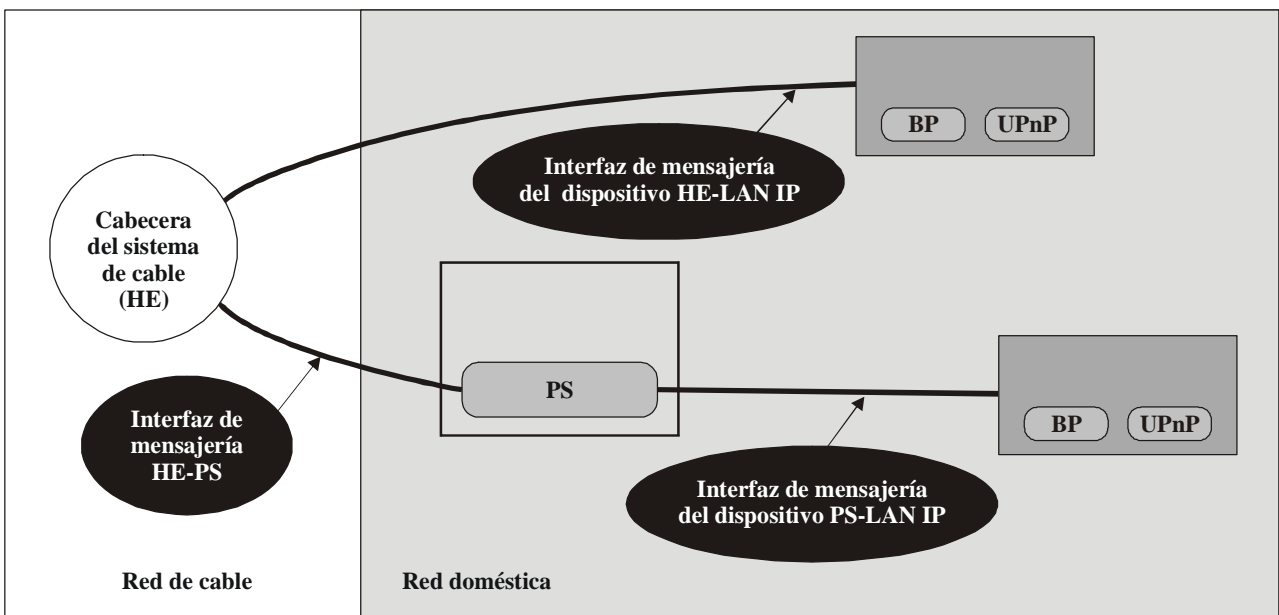 BP
UPnP
Interfaz de mensajería
del dispositivo HE-LAN IP
Cabecera
del sistema
de cable
(HE)
PS
Interfaz de
mensajería
HE-PS
BP
UPnP
Interfaz de mensajería
del dispositivo PS-LAN IP
Red de cable
Red doméstica